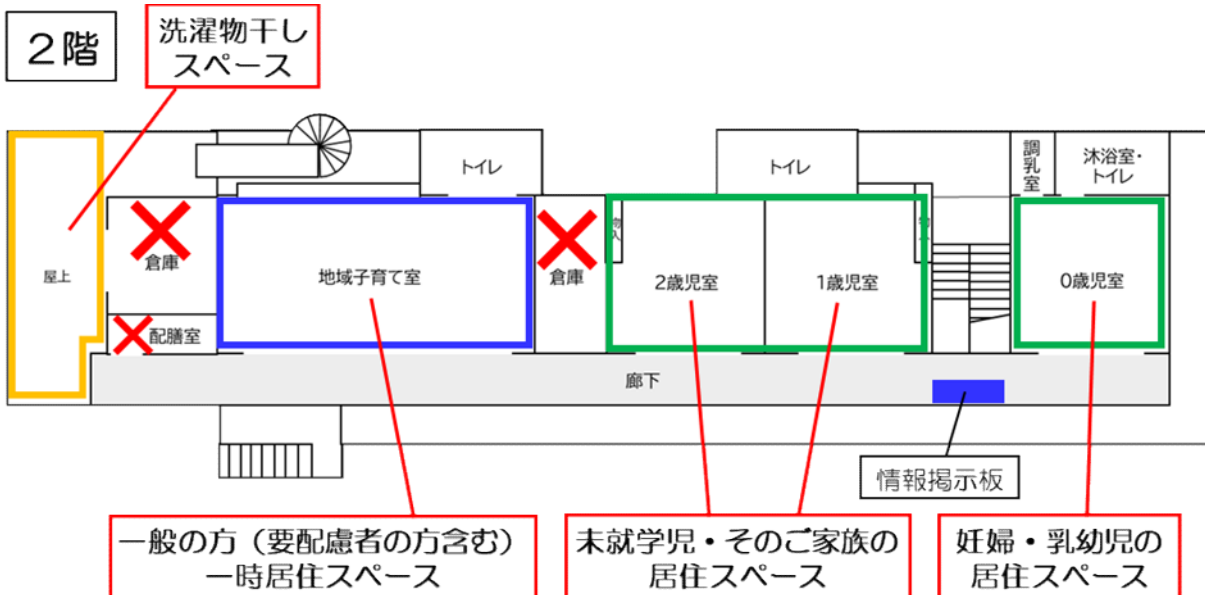 2階
洗濯物干し
スペース
トイレ
トイレ
調乳室
沐浴室・
トイレ
屋上
倉庫
配膳室
地域子育て室
倉庫
物入
2歳児室
1歳児室
物入
0歳児室
廊下
情報掲示板
一般の方（要配慮者の方含む）
一時居住スペース
未就学児・そのご家族の
居住スペース
妊婦・乳幼児の
居住スペース